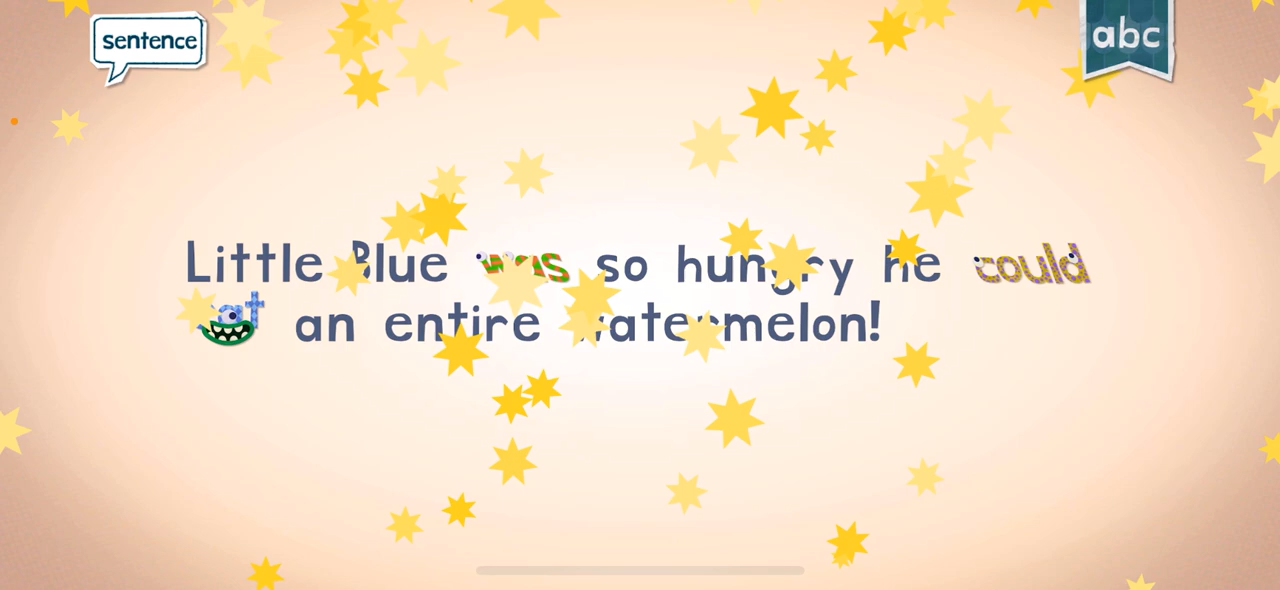 sentence
abc
Little Blue was so hungry he could
eat an entire watermelon!